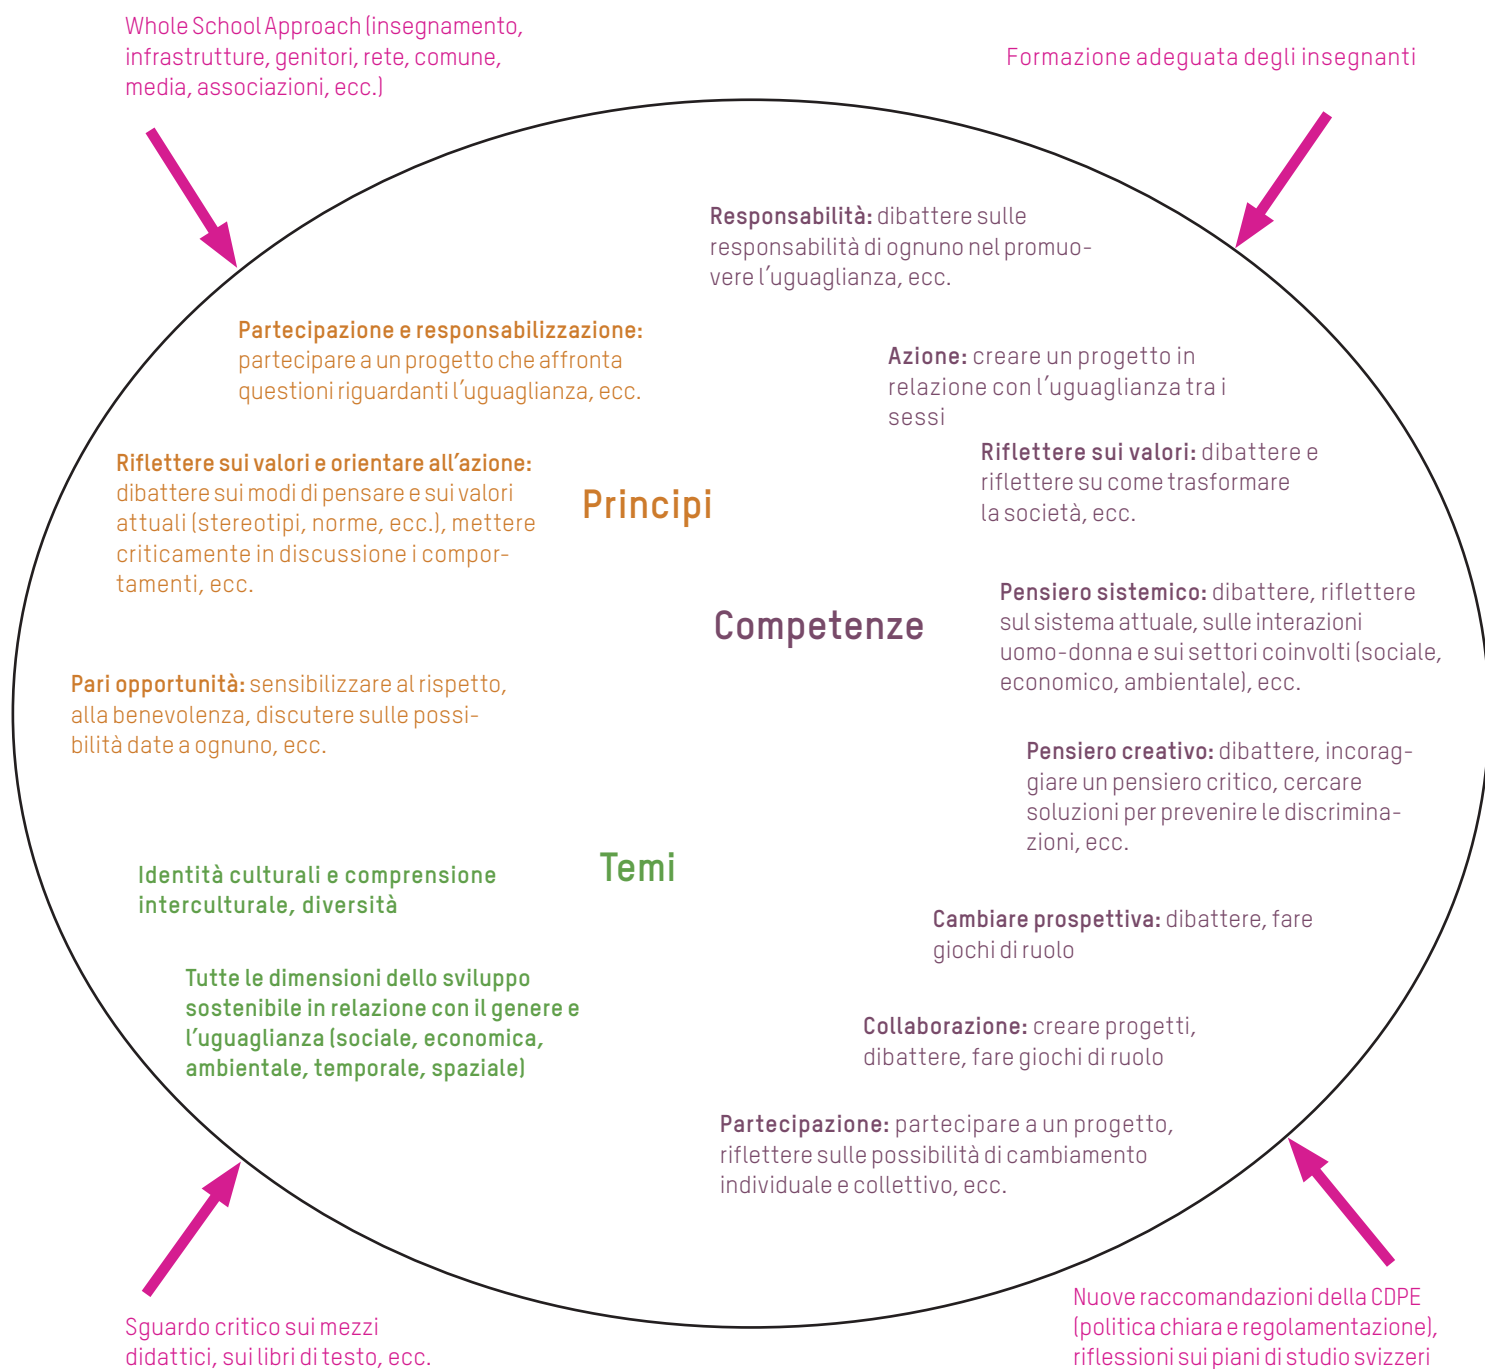 Whole School Approach (insegnamento,
infrastrutture, genitori, rete, comune,
media, associazioni, ecc.)
Formazione adeguata degli insegnanti
Responsabilità: dibattere sulle
responsabilità di ognuno nel promuo-
vere l'uguaglianza, ecc.
Partecipazione e responsabilizzazione:
partecipare a un progetto che affronta
questioni riguardanti l'uguaglianza, ecc.
Azione: creare un progetto in
relazione con l'uguaglianza tra i
sessi
Riflettere sui valori e orientare all'azione:
dibattere sui modi di pensare e sui valori
attuali (stereotipi, norme, ecc.), mettere
criticamente in discussione i compor-
tamenti, ecc.
Principi
Riflettere sui valori: dibattere e
riflettere su come trasformare
la società, ecc.
Competenze
Pensiero sistemico: dibattere, riflettere
sul sistema attuale, sulle interazioni
uomo-donna e sui settori coinvolti (sociale,
economico, ambientale), ecc.
Pari opportunità: sensibilizzare al rispetto,
alla benevolenza, discutere sulle possi-
bilità date a ognuno, ecc.
Pensiero creativo: dibattere, incorag-
giare un pensiero critico, cercare
soluzioni per prevenire le discrimina-
zioni, ecc.
Temi
Identità culturali e comprensione
interculturale, diversità
Cambiare prospettiva: dibattere, fare
giochi di ruolo
Tutte le dimensioni dello sviluppo
sostenibile in relazione con il genere e
l'uguaglianza (sociale, economica,
ambientale, temporale, spaziale)
Collaborazione: creare progetti,
dibattere, fare giochi di ruolo
Partecipazione: partecipare a un progetto,
riflettere sulle possibilità di cambiamento
individuale e collettivo, ecc.
Sguardo critico sui mezzi
didattici, sui libri di testo, ecc.
Nuove raccomandazioni della CDPE
(politica chiara e regolamentazione),
riflessioni sui piani di studio svizzeri